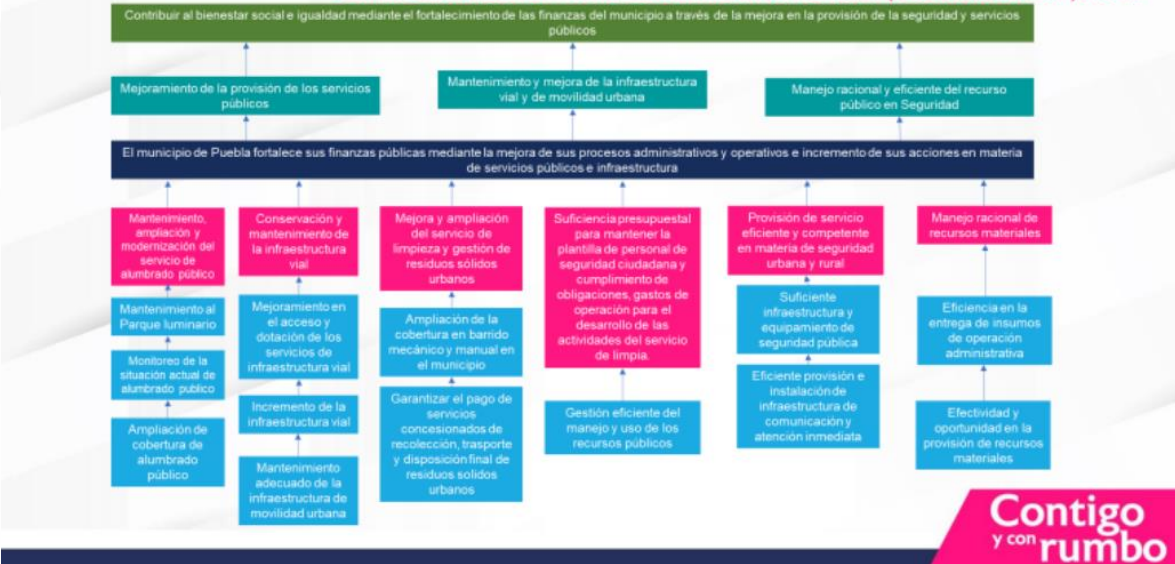 Contribuir al bienestar social e igualdad mediante el fortalecimiento de las finanzas del municipio a través de la mejora en la provisión de la seguridad y servicios
públicos
Mejoramiento de la provisión de los servicios
públicos
Mantenimiento y mejora de la infraestructura
vial y de movilidad urbana
Manejo racional y eficiente del recurso
público en Seguridad
El municipio de Puebla fortalece sus finanzas públicas mediante la mejora de sus procesos administrativos y operativos e incremento de sus acciones en materia
de servicios públicos e infraestructura
Mantenimiento,
ampliación y
modernización del
servicio de
alumbrado público
Mantenimiento al
Parque luminario
Monitoreo de la
situación actual de
alumbrado publico
Ampliación de
cobertura de
alumbrado
público
Conservación y
mantenimiento de
la infraestructura
vial
Mejoramiento en
el acceso y
dotación de los
servicios de
infraestructura vial
Incremento de la
infraestructura vial
Mantenimiento
adecuado de la
infraestructura de
movilidad urbana
Mejora y ampliación
del servicio de
limpieza y gestión de
residuos sólidos
urbanos
Ampliación de la
cobertura en barrido
mecánico y manual en
el municipio
Garantizar el pago de
servicios
concesionados de
recolección, trasporte
y disposición final de
residuos solidos
urbanos
Suficiencia presupuestal
para mantener la
plantilla de personal de
seguridad ciudadana y
cumplimiento de
obligaciones, gastos de
operación para el
desarrollo de las
actividades del servicio
de limpia.
Gestión eficiente del
manejo y uso de los
recursos públicos
Provisión de servicio
eficiente y competente
en materia de seguridad
urbana y rural
Suficiente
infraestructura y
equipamiento de
seguridad pública
Eficiente provisión e
instalación de
infraestructura de
comunicación y
atención inmediata
Manejo racional de
recursos materiales
Eficiencia en la
entrega de insumos
de operación
administrativa
Efectividad y
oportunidad en la
provisión de recursos
materiales
Contigo
y con rumbo